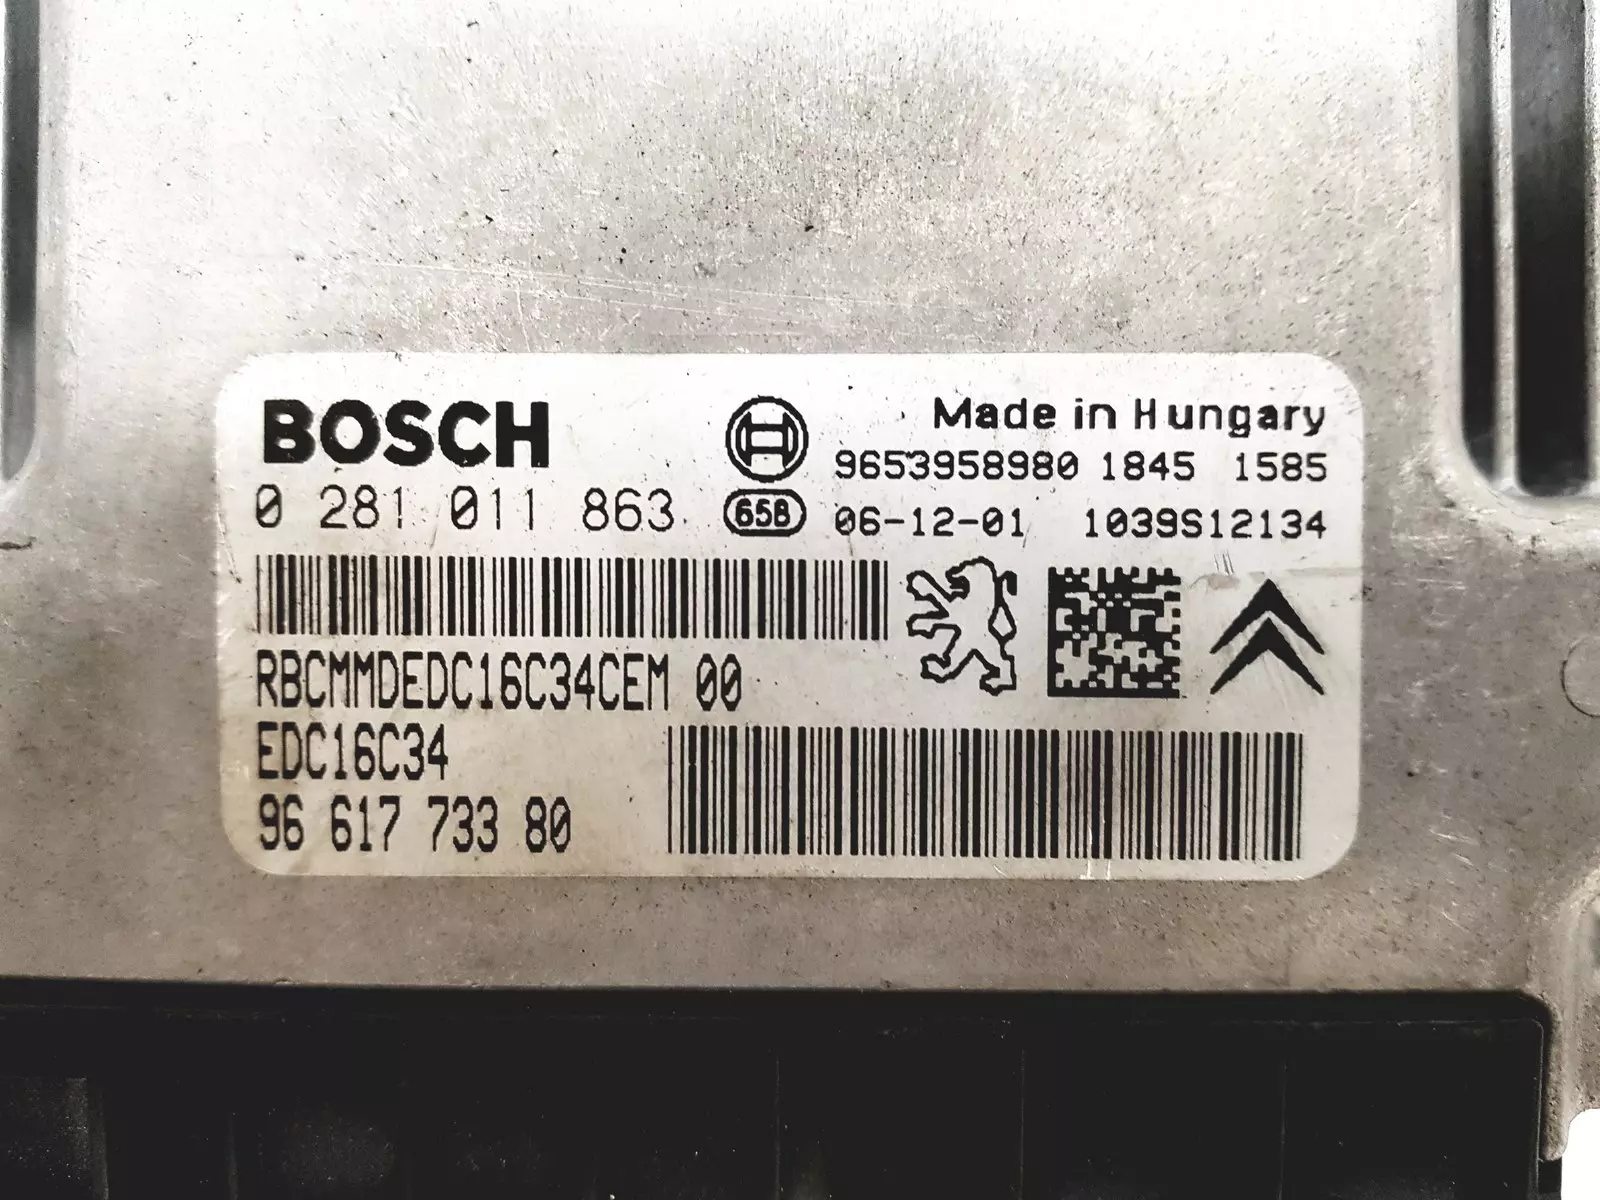 BOSCH
Made in Hungary
9653958980 1845 1585
0 281 011 863
65B
06-12-01 1039S12134
RBCMMDEDC16C34CEM 00
EDC16C34
96 617 733 80